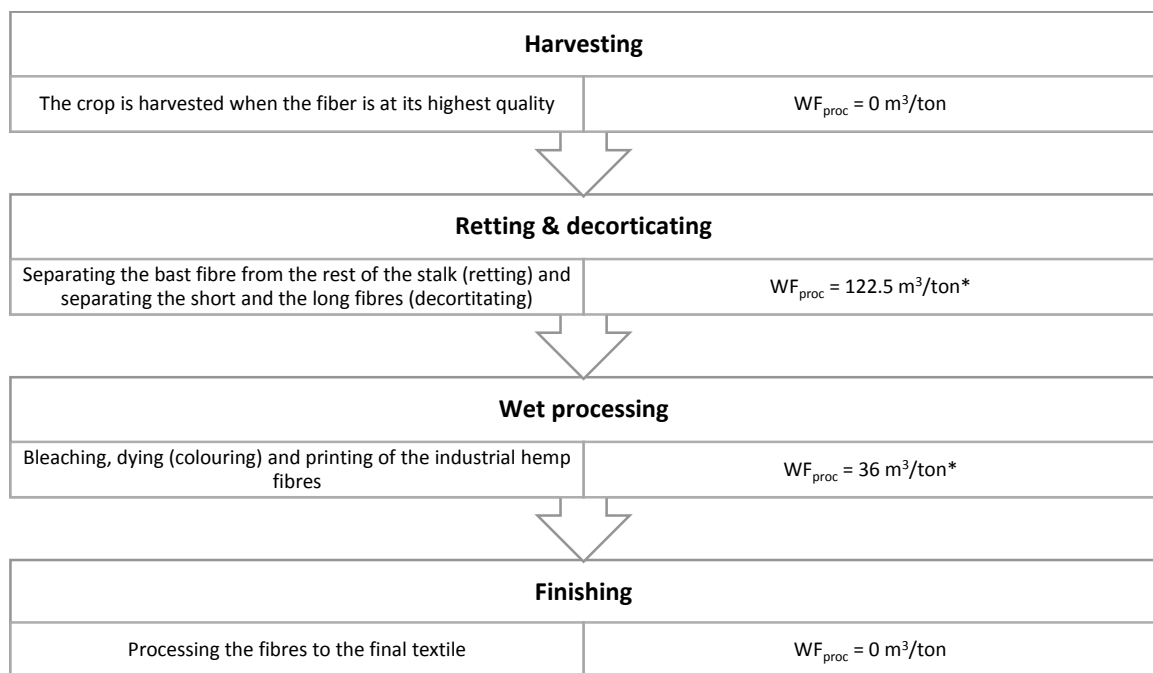 Harvesting
The crop is harvested when the fiber is at its highest quality
WFproc = 0 m³/ton
Retting & decorticating
Separating the bast fibre from the rest of the stalk (retting) and
separating the short and the long fibres (decortitating)
WFproc = 122.5 m³/ton*
Wet processing
Bleaching, dying (colouring) and printing of the industrial hemp
fibres
WFproc = 36 m³/ton*
Finishing
Processing the fibres to the final textile
WFproc = 0 m³/ton